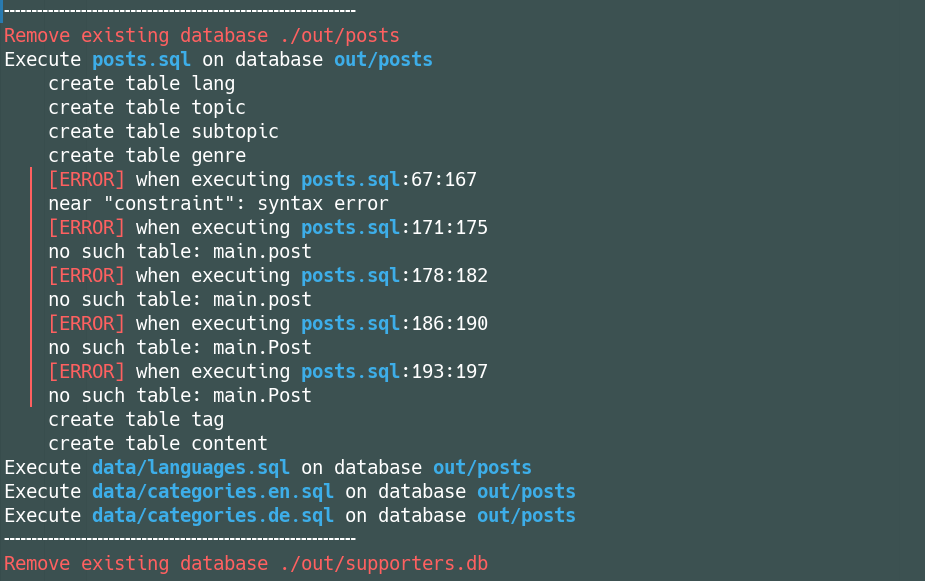 ----------------------------------------------------------------
Remove existing database ./out/posts
Execute posts.sql on database out/posts
    create table lang
    create table topic
    create table subtopic
    create table genre
    [ERROR] when executing posts.sql:67:167
    near "constraint": syntax error
    [ERROR] when executing posts.sql:171:175
    no such table: main.post
    [ERROR] when executing posts.sql:178:182
    no such table: main.post
    [ERROR] when executing posts.sql:186:190
    no such table: main.Post
    [ERROR] when executing posts.sql:193:197
    no such table: main.Post
    create table tag
    create table content
Execute data/languages.sql on database out/posts
Execute data/categories.en.sql on database out/posts
Execute data/categories.de.sql on database out/posts
----------------------------------------------------------------
Remove existing database ./out/supporters.db